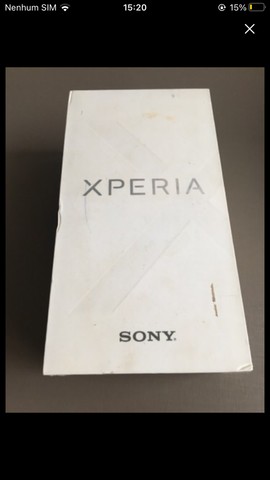 Nenhum SIM 15:20 15%
XPERIA
SONY